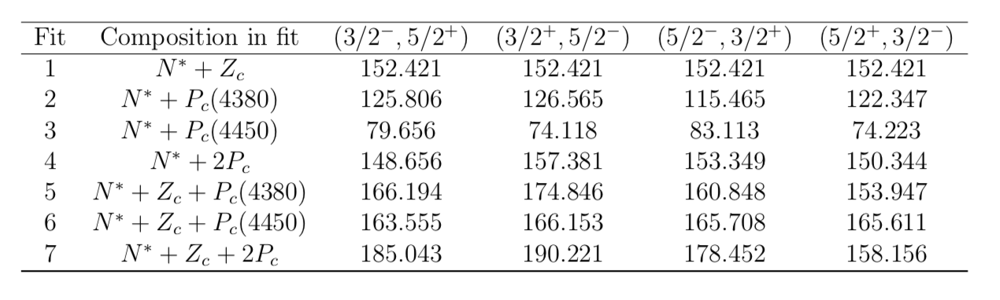 Fit Composition in fit (3/2⁻, 5/2⁺) (3/2⁺, 5/2⁻) (5/2⁻, 3/2⁺) (5/2⁺, 3/2⁻)
1 N* + Z_c 152.421 152.421 152.421 152.421
2 N* + P_c(4380) 125.806 126.565 115.465 122.347
3 N* + P_c(4450) 79.656 74.118 83.113 74.223
4 N* + 2P_c 148.656 157.381 153.349 150.344
5 N* + Z_c + P_c(4380) 166.194 174.846 160.848 153.947
6 N* + Z_c + P_c(4450) 163.555 166.153 165.708 165.611
7 N* + Z_c + 2P_c 185.043 190.221 178.452 158.156